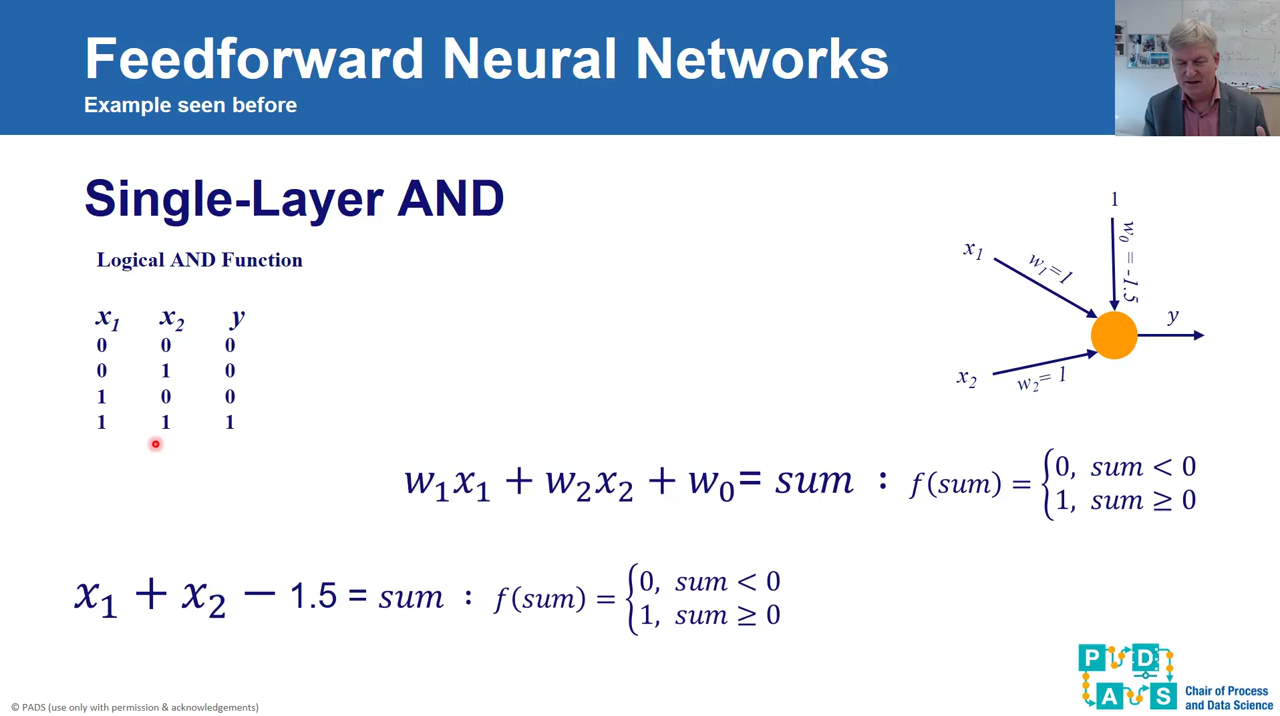 Feedforward Neural Networks
Example seen before
Single-Layer AND
Logical AND Function
x₁ x₂ y
0 0 0
0 1 0
1 0 0
1 1 1
1
w₀ = -1.5
x₁
w₁=1
y
x₂
w₂= 1
w₁x₁ + w₂x₂ + w₀= sum : f(sum) = {0, sum < 0
1, sum ≥ 0
x₁ + x₂ − 1.5 = sum : f(sum) = {0, sum < 0
1, sum ≥ 0
P D
A S
Chair of Process
and Data Science
© PADS (use only with permission & acknowledgements)